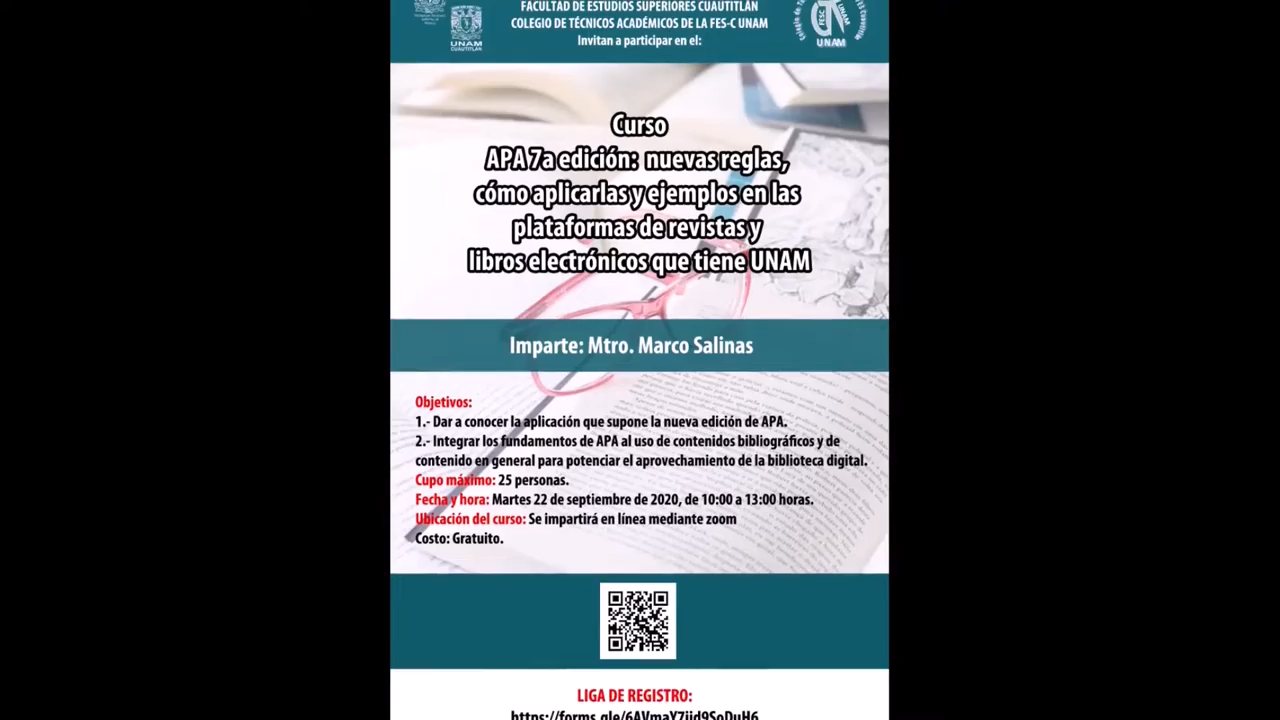 FACULTAD DE ESTUDIOS SUPERIORES CUAUTITLÁN
COLEGIO DE TÉCNICOS ACADÉMICOS DE LA FES-C UNAM
Invitan a participar en el:
UNAM
CUAUTITLÁN
UNAM
Curso
APA 7a edición: nuevas reglas,
cómo aplicarlas y ejemplos en las
plataformas de revistas y
libros electrónicos que tiene UNAM
Imparte: Mtro. Marco Salinas
Objetivos:
1.- Dar a conocer la aplicación que supone la nueva edición de APA.
2.- Integrar los fundamentos de APA al uso de contenidos bibliográficos y de
contenido en general para potenciar el aprovechamiento de la biblioteca digital.
Cupo máximo: 25 personas.
Fecha y hora: Martes 22 de septiembre de 2020, de 10:00 a 13:00 horas.
Ubicación del curso: Se impartirá en línea mediante zoom
Costo: Gratuito.
LIGA DE REGISTRO: